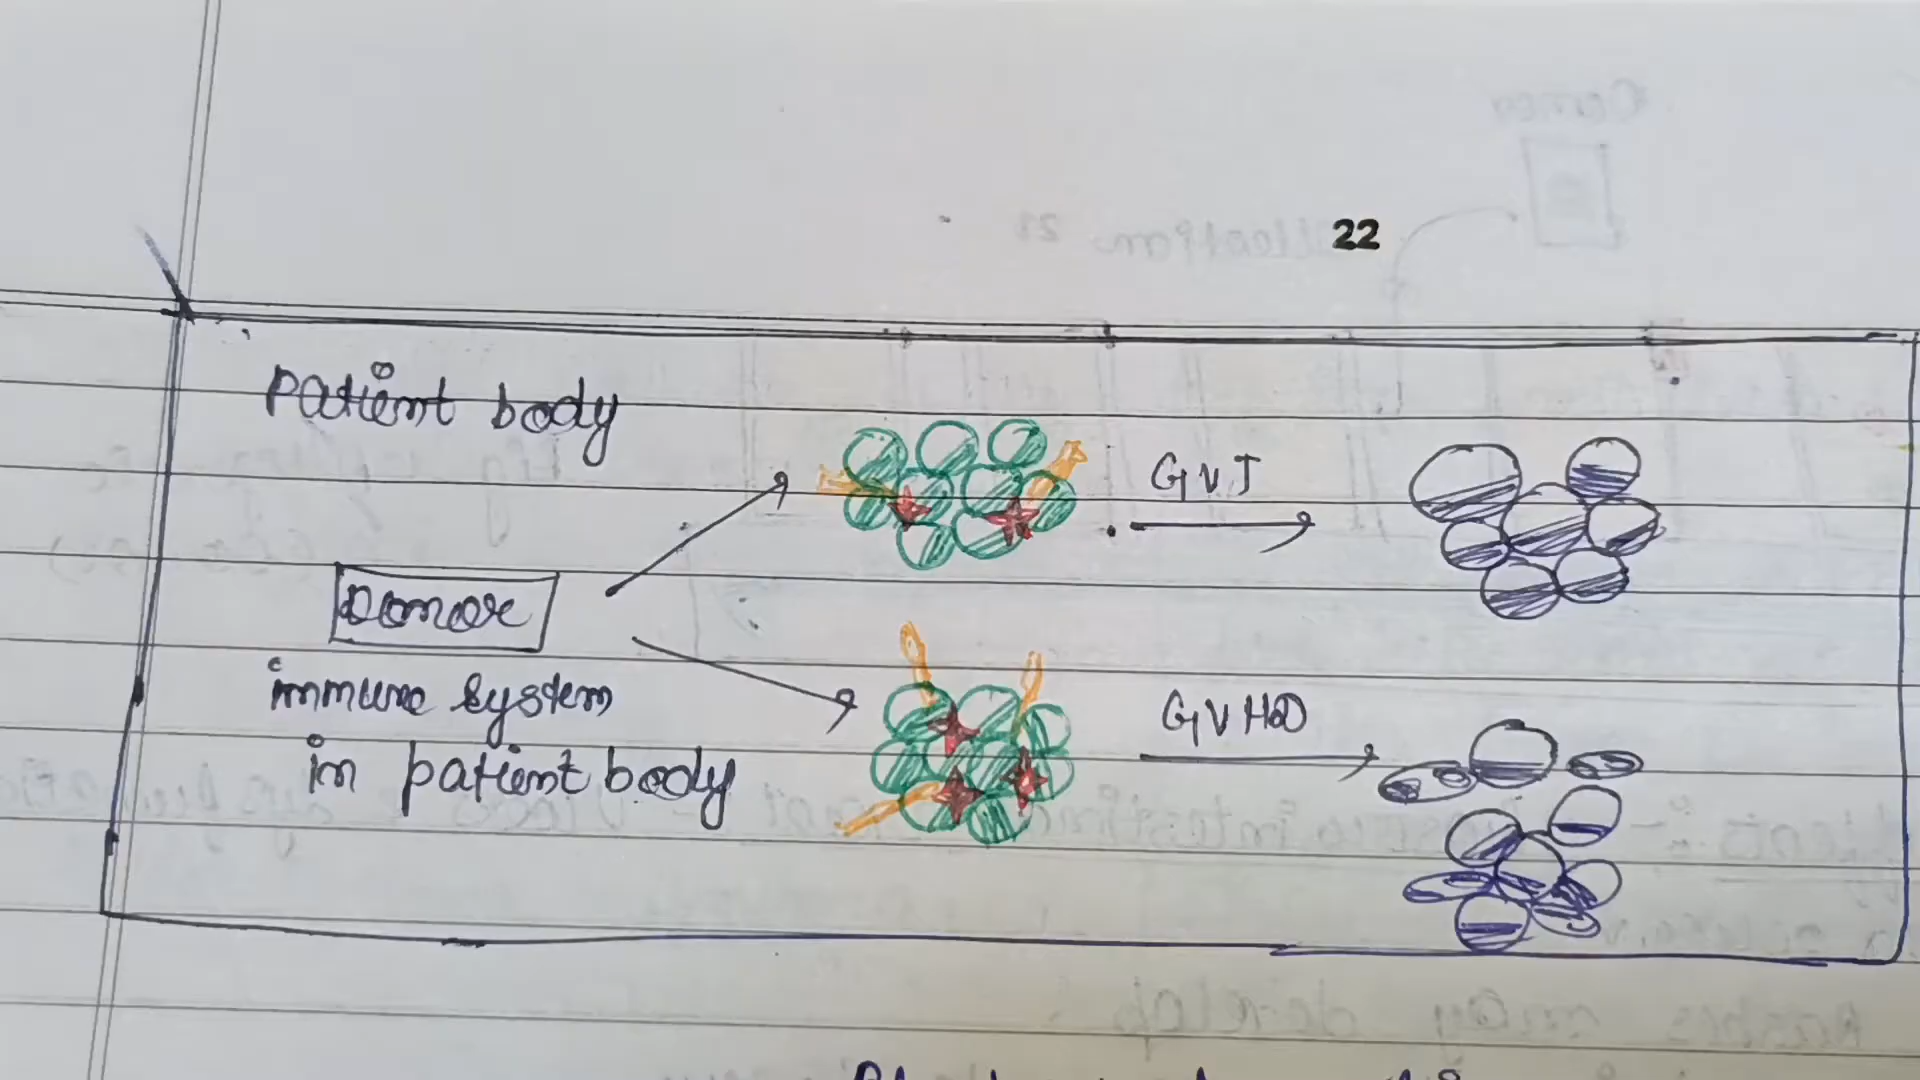 22
Patient body
GVT
Donor
immune system
in patient body
GVHD